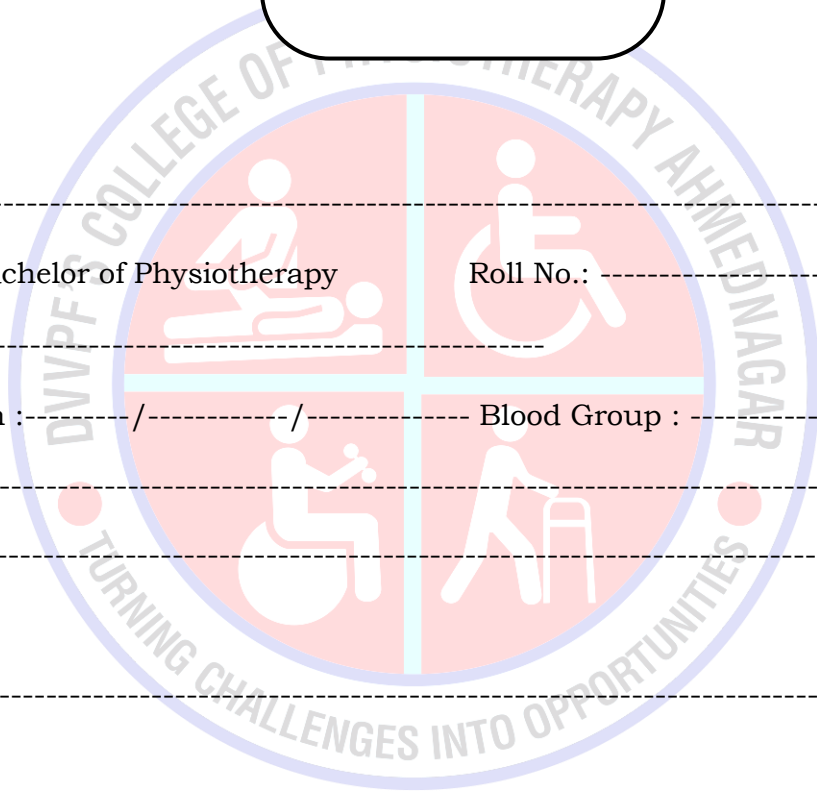 DVVPF'S COLLEGE OF PHYSIOTHERAPY AHMEDNAGAR
--------------------------------------------------
chelor of Physiotherapy Roll No.: --------------------
--------------------------------------------------
:---------/------------/-------------- Blood Group : -----------
--------------------------------------------------
--------------------------------------------------
--------------------------------------------------
TURNING CHALLENGES INTO OPPORTUNITIES